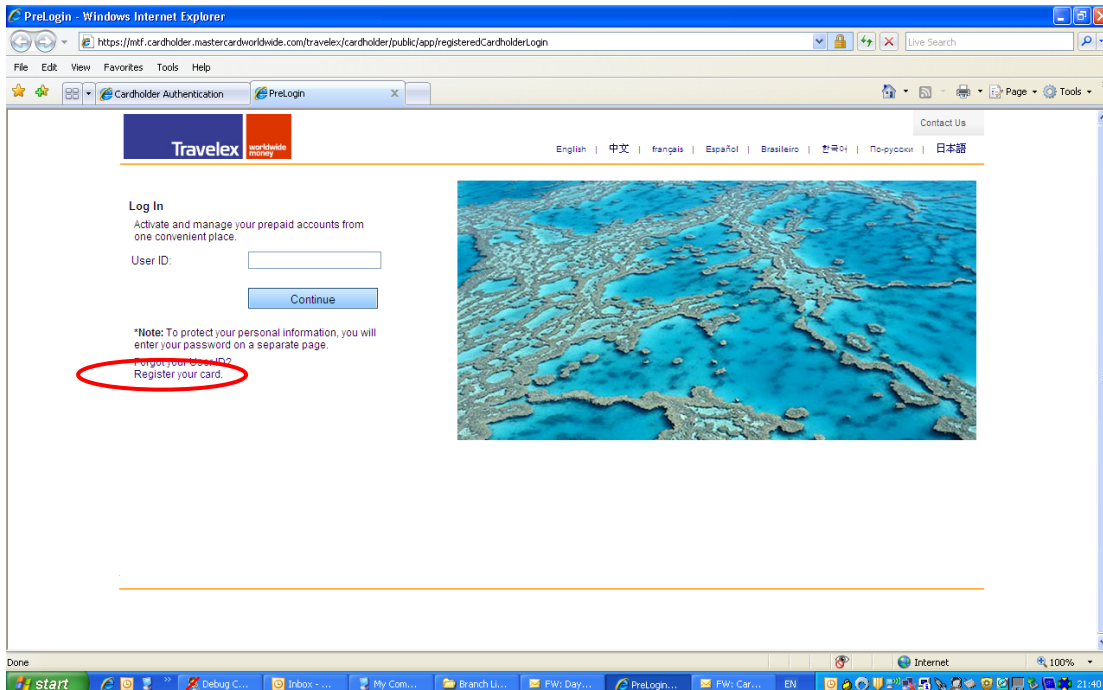 PreLogin - Windows Internet Explorer
https://mtf.cardholder.mastercardworldwide.com/travelex/cardholder/public/app/registeredCardholderLogin
Live Search
File Edit View Favorites Tools Help
Cardholder Authentication
PreLogin
Page
Tools
Contact Us
Travelex worldwide money
English | 中文 | français | Español | Brasileiro | 한국어 | По-русски | 日本語
Log In
Activate and manage your prepaid accounts from
one convenient place.
User ID:
Continue
*Note: To protect your personal information, you will
enter your password on a separate page.
Forgot your User ID?
Register your card.
Done
Internet
100%
start
Debug C...
Inbox - ...
My Com...
Branch Li...
FW: Day...
PreLogin...
FW: Car...
EN
21:40